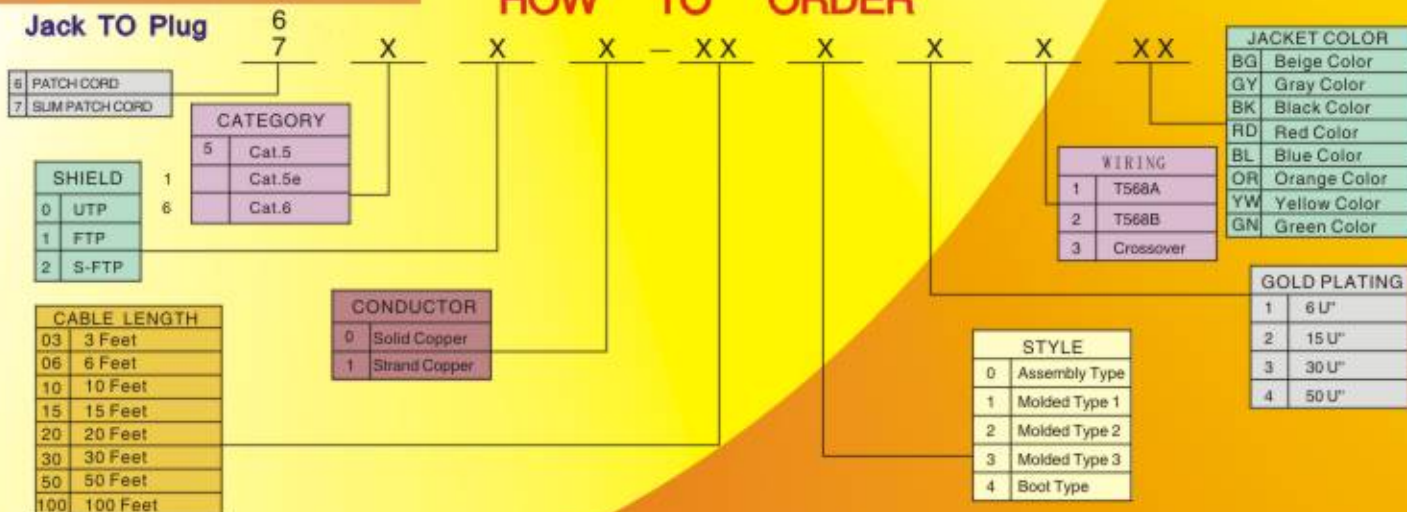 HOW TO ORDER
Jack TO Plug
6
7 X X X - XX X X X XX
6 PATCH CORD
7 SLIM PATCH CORD
CATEGORY
5 Cat.5
1 Cat.5e
6 Cat.6
SHIELD
0 UTP
1 FTP
2 S-FTP
CABLE LENGTH
03 3 Feet
06 6 Feet
10 10 Feet
15 15 Feet
20 20 Feet
30 30 Feet
50 50 Feet
100 100 Feet
CONDUCTOR
0 Solid Copper
1 Strand Copper
STYLE
0 Assembly Type
1 Molded Type 1
2 Molded Type 2
3 Molded Type 3
4 Boot Type
WIRING
1 T568A
2 T568B
3 Crossover
JACKET COLOR
BG Beige Color
GY Gray Color
BK Black Color
RD Red Color
BL Blue Color
OR Orange Color
YW Yellow Color
GN Green Color
GOLD PLATING
1 6 U"
2 15 U"
3 30 U"
4 50 U"